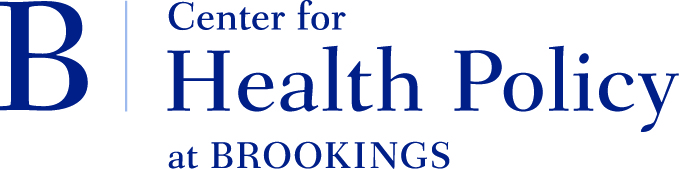 B
Center for
Health Policy
at BROOKINGS